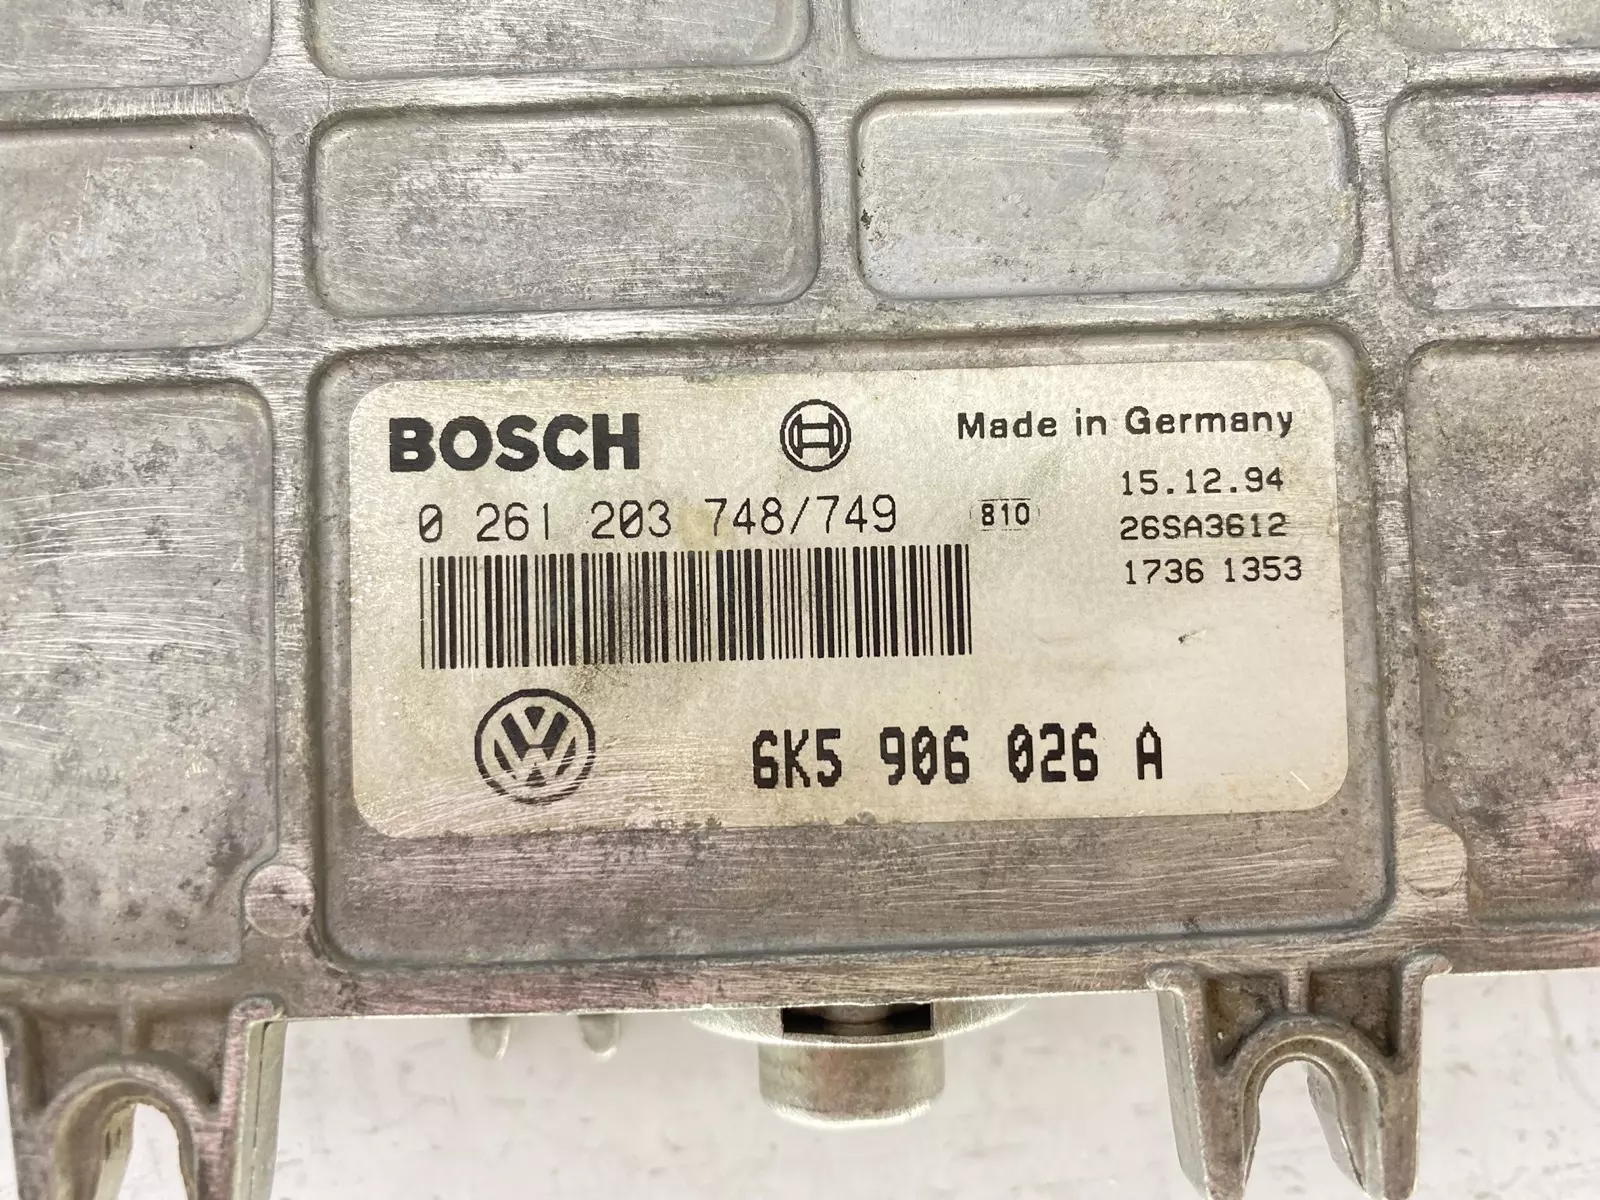 BOSCH
Made in Germany
0 261 203 748/749
810
15.12.94
26SA3612
1736 1353
VW
6K5 906 026 A